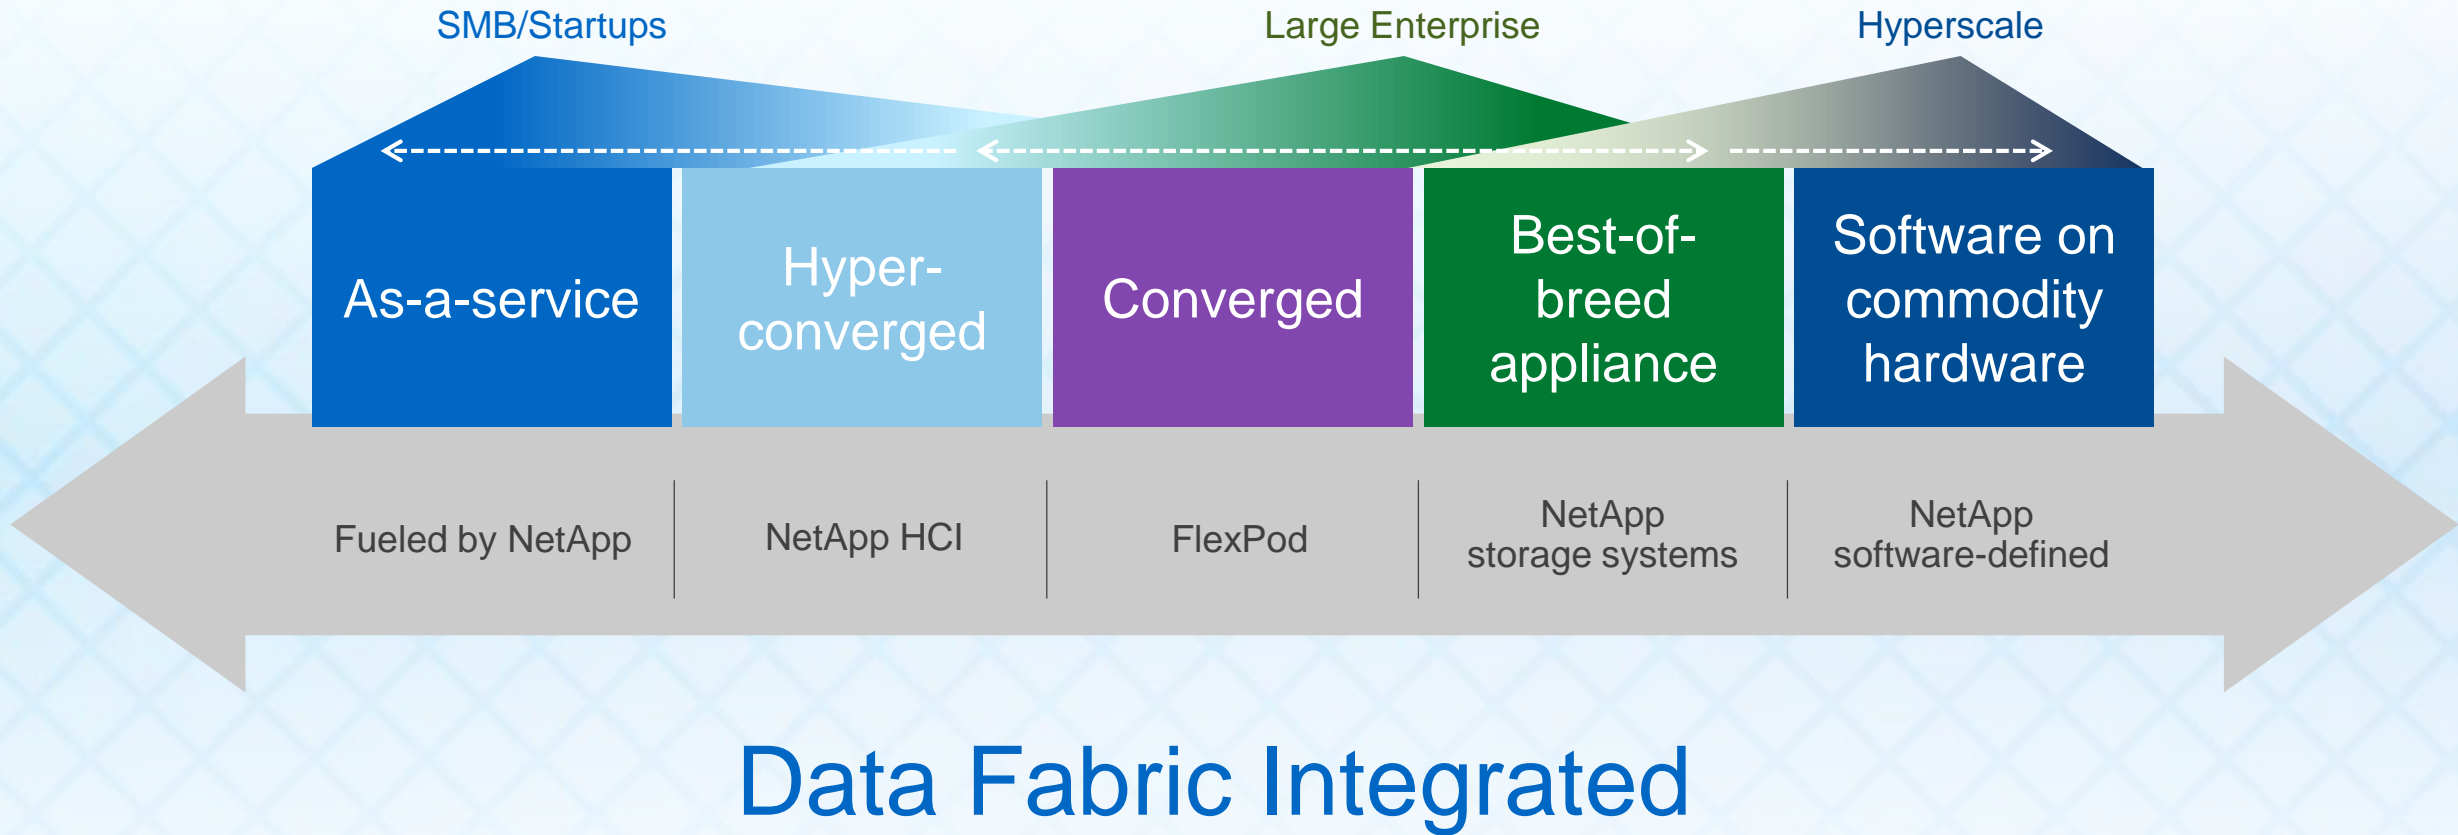 SMB/Startups
Large Enterprise
Hyperscale
As-a-service
Hyper-
converged
Converged
Best-of-
breed
appliance
Software on
commodity
hardware
Fueled by NetApp
NetApp HCI
FlexPod
NetApp
storage systems
NetApp
software-defined
Data Fabric Integrated